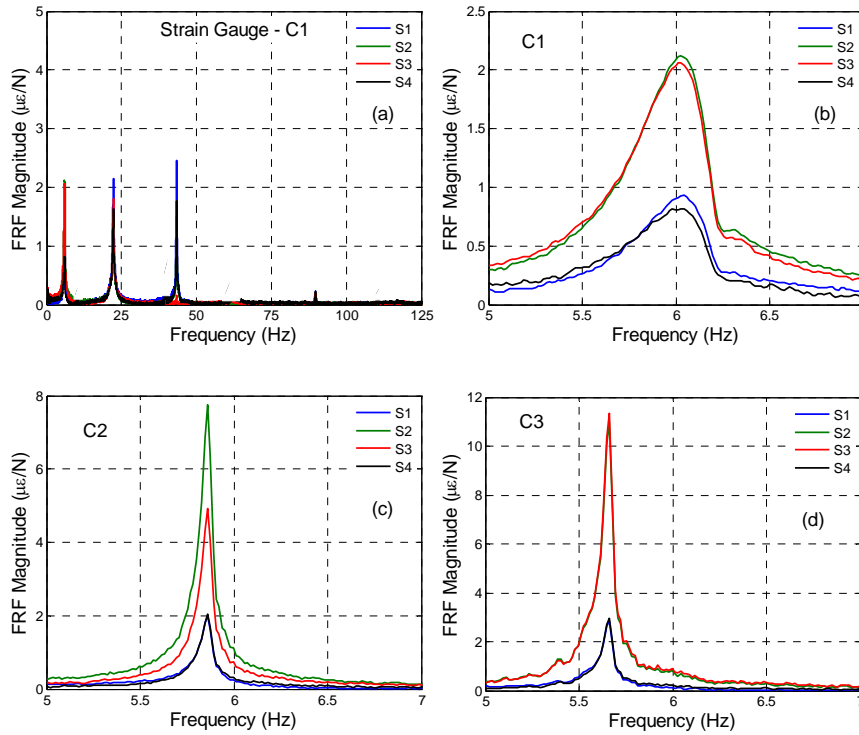 Strain Gauge - C1
S1
S2
S3
S4
(a)
FRF Magnitude (με/N)
5
4
3
2
1
0
0 25 50 75 100 125
Frequency (Hz)
C1
S1
S2
S3
S4
(b)
FRF Magnitude (με/N)
2.5
2
1.5
1
0.5
0
5 5.5 6 6.5
Frequency (Hz)
C2
S1
S2
S3
S4
(c)
FRF Magnitude (με/N)
8
6
4
2
0
5 5.5 6 6.5 7
Frequency (Hz)
C3
S1
S2
S3
S4
(d)
FRF Magnitude (με/N)
12
10
8
6
4
2
0
5 5.5 6 6.5 7
Frequency (Hz)